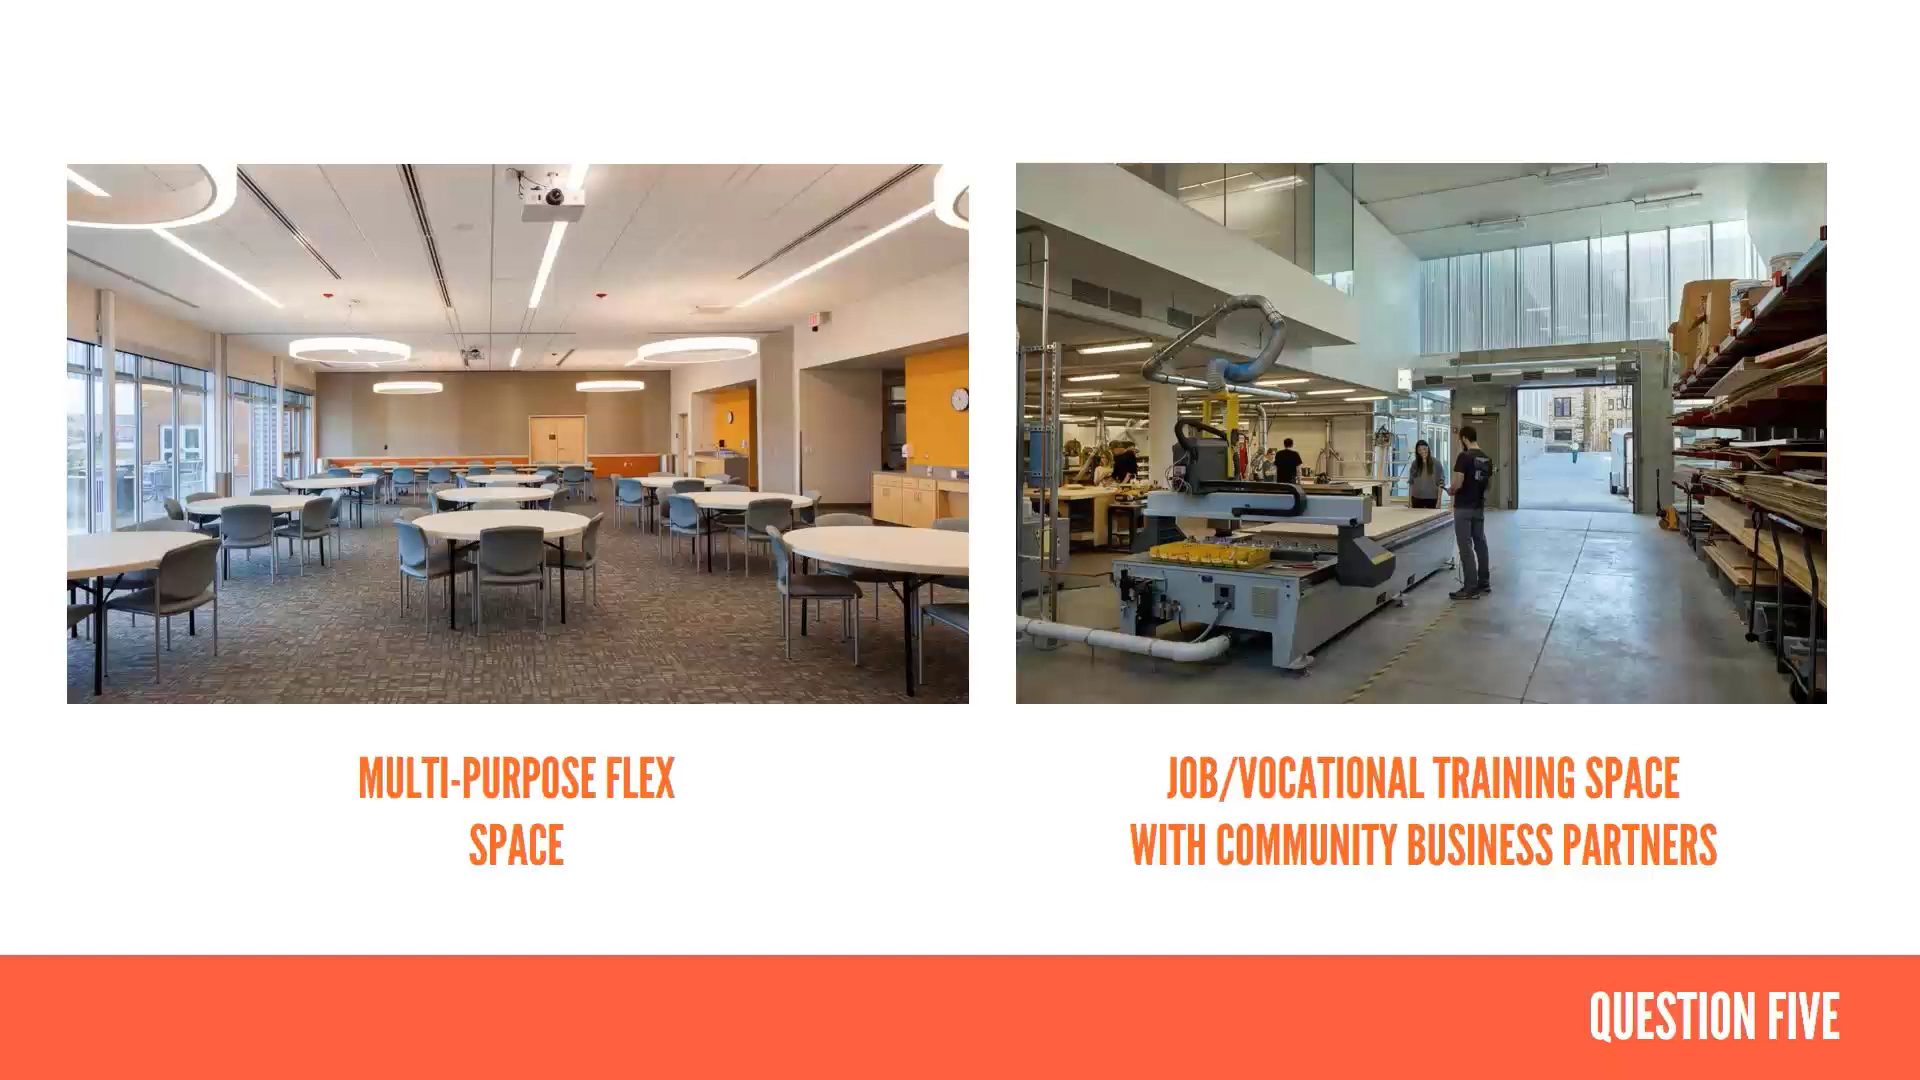 MULTI-PURPOSE FLEX
SPACE
JOB/VOCATIONAL TRAINING SPACE
WITH COMMUNITY BUSINESS PARTNERS
QUESTION FIVE